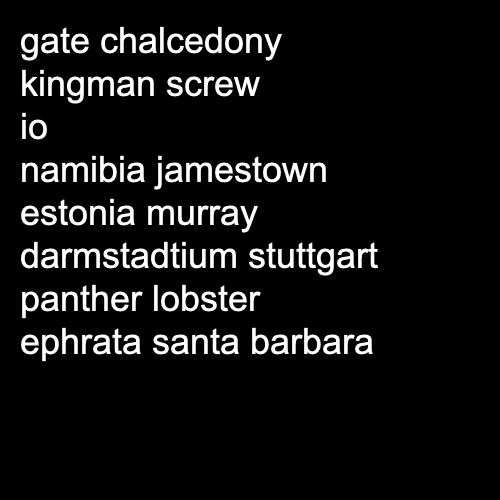 gate chalcedony
kingman screw
io
namibia jamestown
estonia murray
darmstadtium stuttgart
panther lobster
ephrata santa barbara